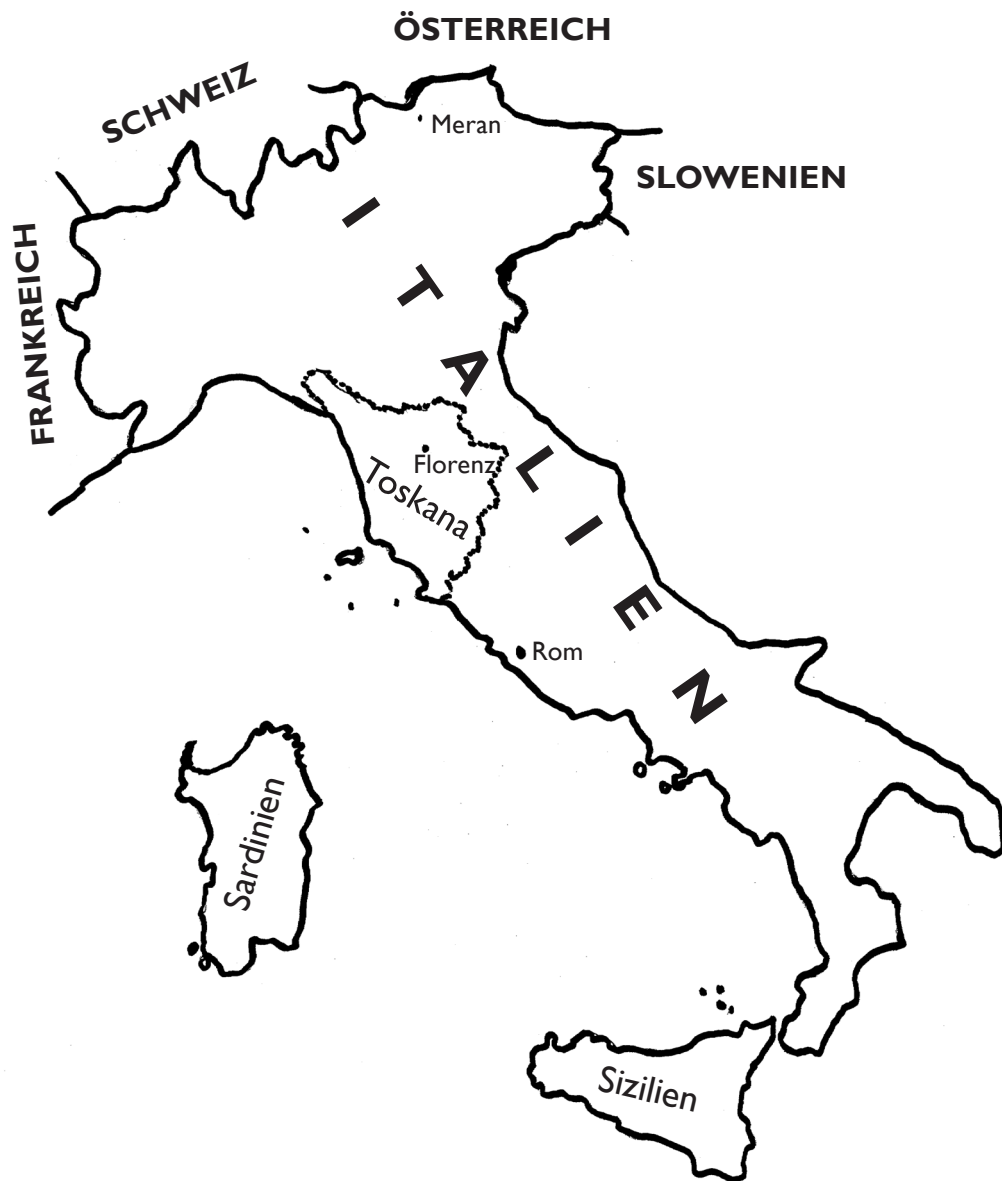 ÖSTERREICH
SCHWEIZ
Meran
SLOWENIEN
FRANKREICH
ITALIEN
Florenz
Toskana
Rom
Sardinien
Sizilien